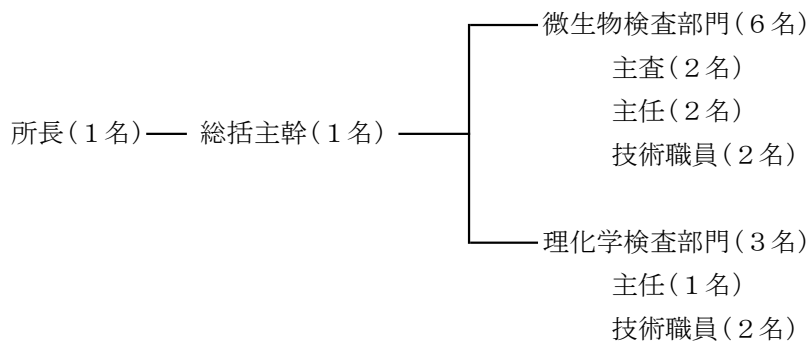 微生物検査部門(6名)
主査(2名)
主任(2名)
技術職員(2名)
所長(1名) 総括主幹(1名)
理化学検査部門(3名)
主任(1名)
技術職員(2名)